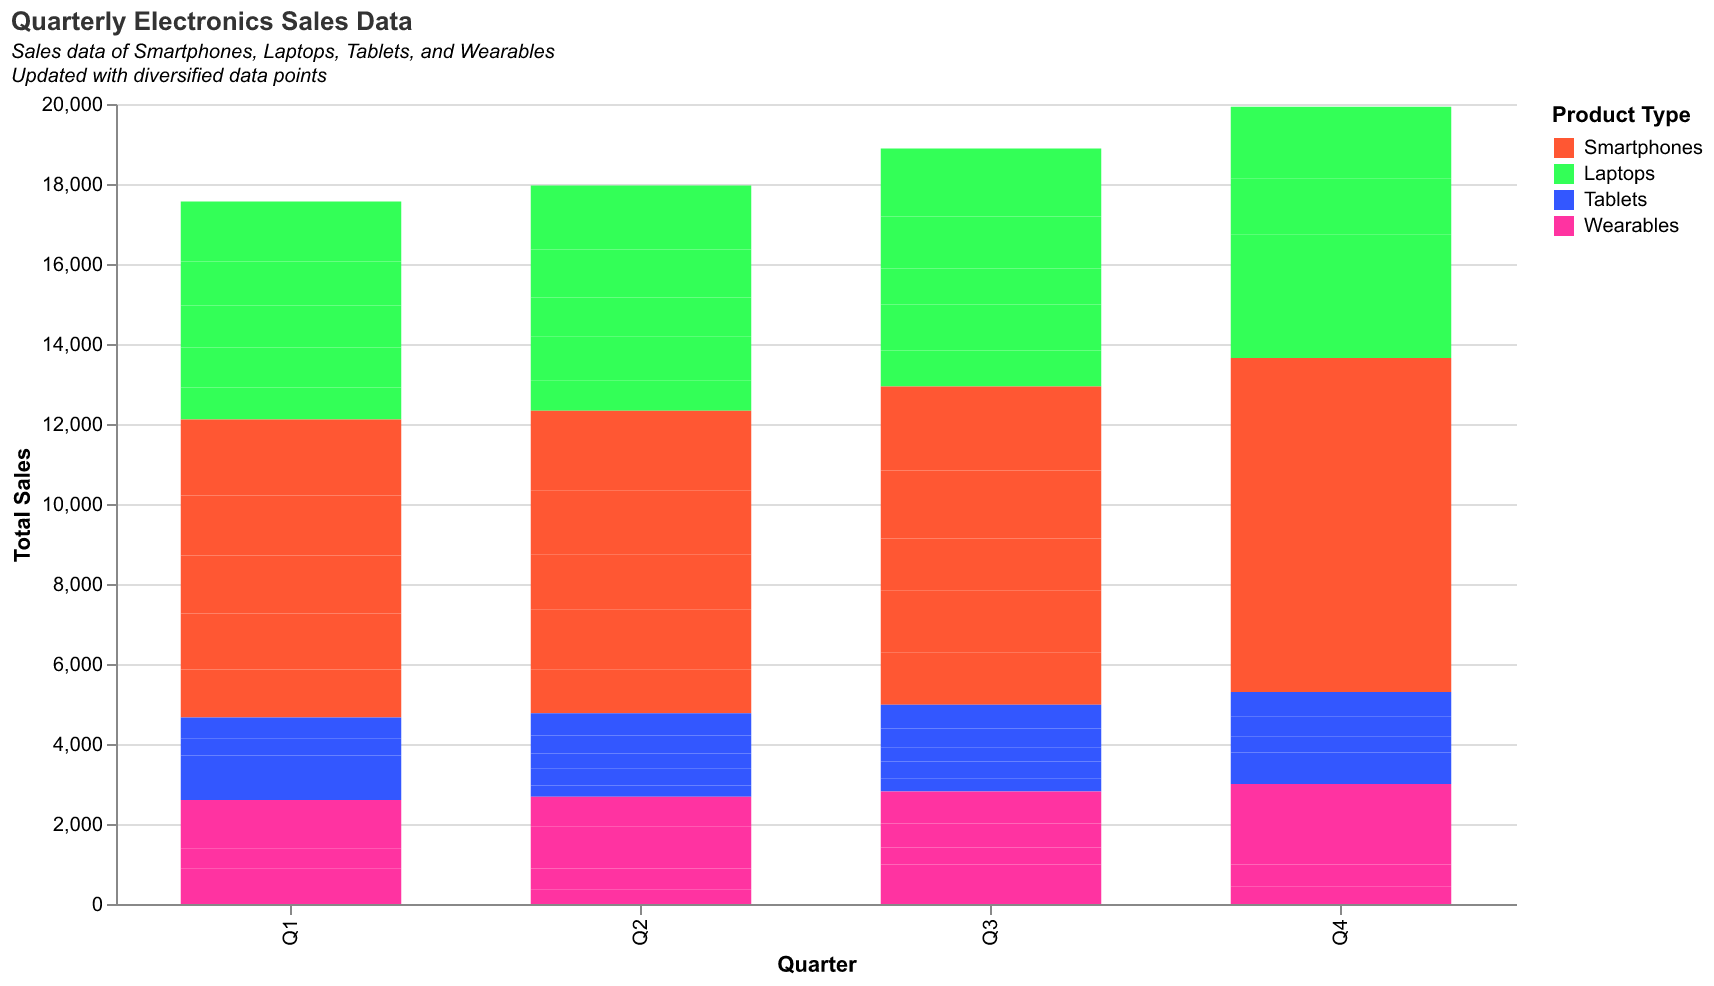 Quarterly Electronics Sales Data
Sales data of Smartphones, Laptops, Tablets, and Wearables
Updated with diversified data points
20,000
18,000
16,000
14,000
12,000
10,000
8,000
6,000
4,000
2,000
0
Total Sales
Q1
Q2
Q3
Q4
Quarter
Product Type
Smartphones
Laptops
Tablets
Wearables